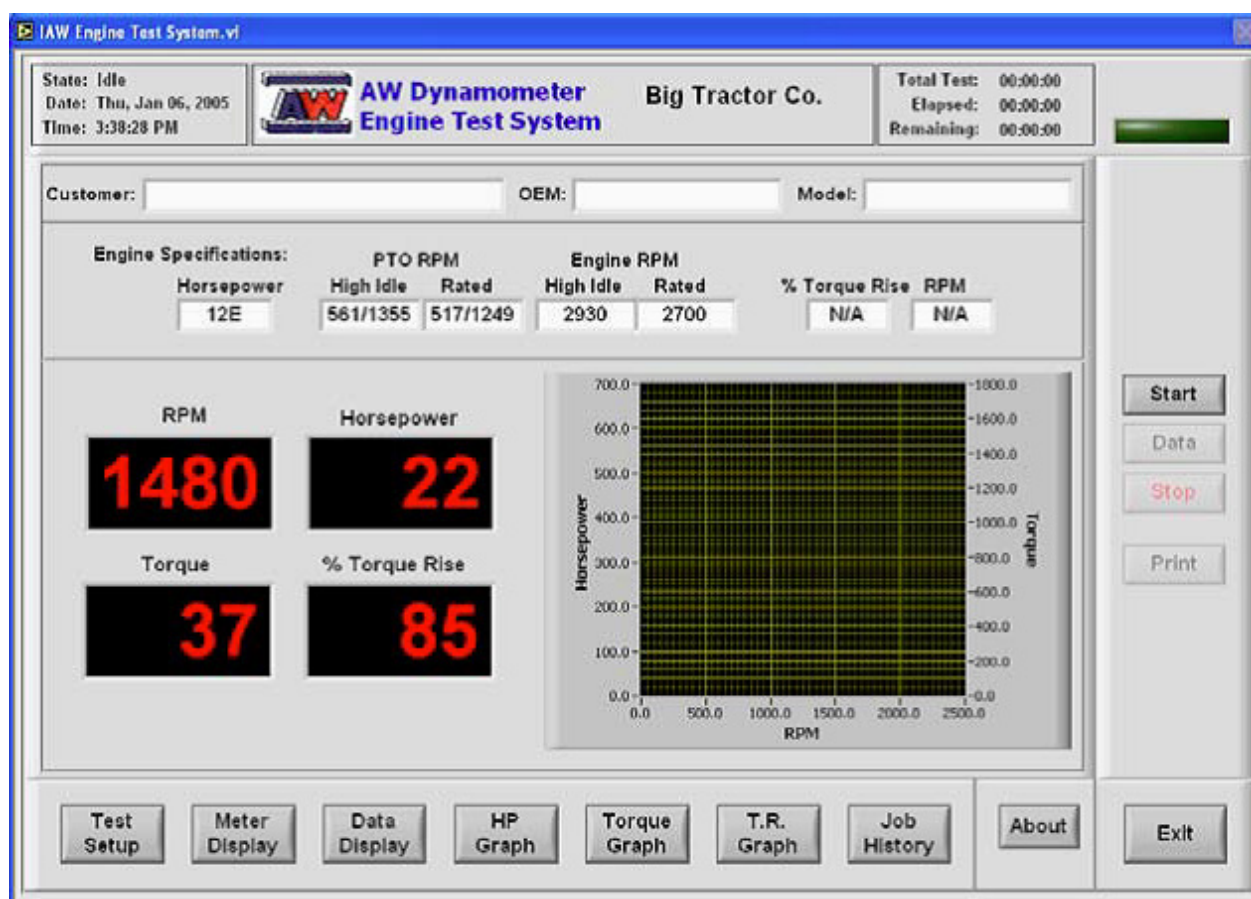 IAW Engine Test System.vi
State: Idle
Date: Thu, Jan 06, 2005
Time: 3:38:28 PM
AW
AW Dynamometer
Engine Test System
Big Tractor Co.
Total Test: 00:00:00
Elapsed: 00:00:00
Remaining: 00:00:00
Customer: OEM: Model:
Engine Specifications: PTO RPM Engine RPM
Horsepower High Idle Rated High Idle Rated % Torque Rise RPM
12E 561/1355 517/1249 2930 2700 N/A N/A
RPM Horsepower
1480 22
Torque % Torque Rise
37 85
Horsepower
700.0
600.0
500.0
400.0
300.0
200.0
100.0
0.0
1800.0
1600.0
1400.0
1200.0
1000.0
800.0
600.0
400.0
200.0
0.0
Torque
0.0 500.0 1000.0 1500.0 2000.0 2500.0
RPM
Start
Data
Stop
Print
Test Setup
Meter Display
Data Display
HP Graph
Torque Graph
T.R. Graph
Job History
About
Exit